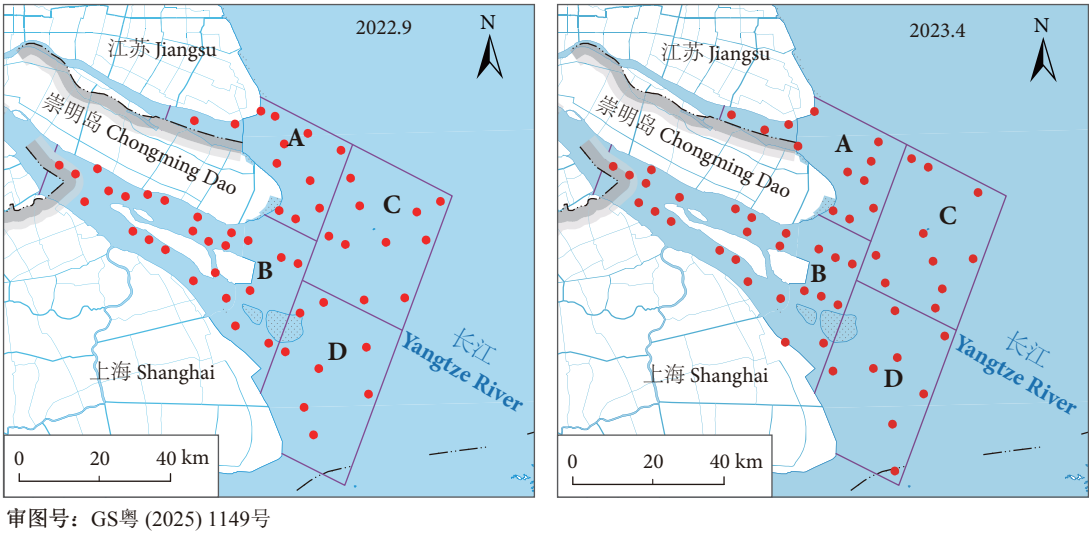 2022.9
N
江苏 Jiangsu
崇明岛 Chongming Dao
A
C
B
D
长江
Yangtze River
上海 Shanghai
0 20 40 km
2023.4
N
江苏 Jiangsu
崇明岛 Chongming Dao
A
C
B
D
长江
Yangtze River
上海 Shanghai
0 20 40 km
审图号：GS粤 (2025) 1149号